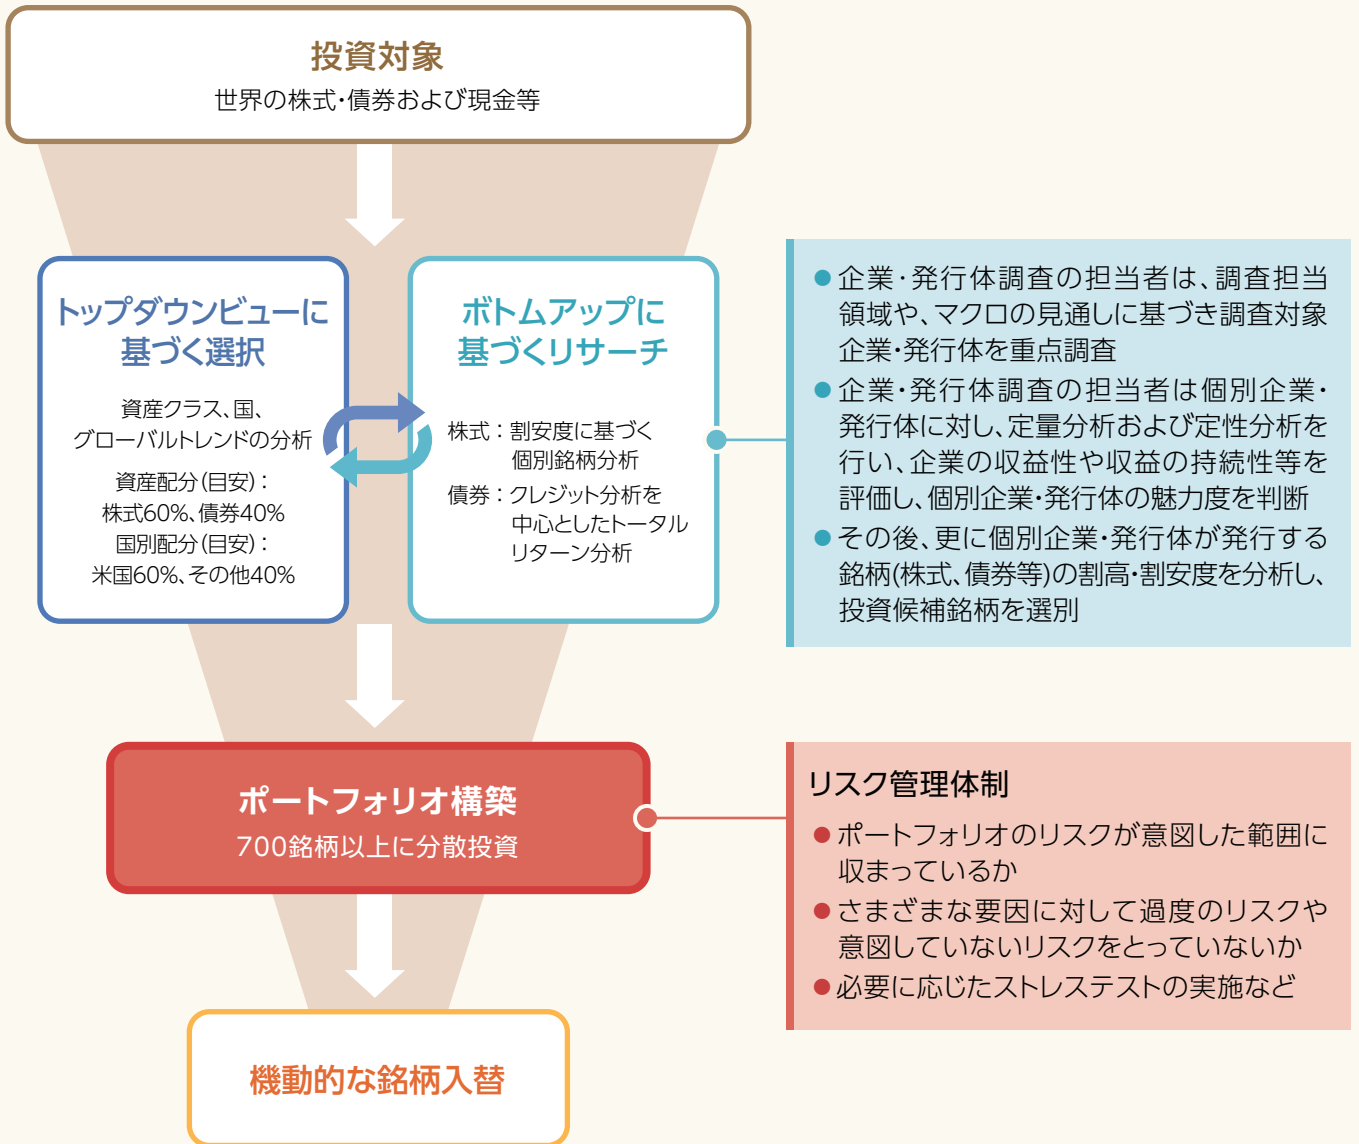 投資対象
世界の株式・債券および現金等
トップダウンビューに
基づく選択
資産クラス、国、
グローバルトレンドの分析
資産配分(目安):
株式60%、債券40%
国別配分(目安):
米国60%、その他40%
ボトムアップに
基づくリサーチ
株式:割安度に基づく
個別銘柄分析
債券:クレジット分析を
中心としたトータル
リターン分析
●企業・発行体調査の担当者は、調査担当
領域や、マクロの見通しに基づき調査対象
企業・発行体を重点調査
●企業・発行体調査の担当者は個別企業・
発行体に対し、定量分析および定性分析を
行い、企業の収益性や収益の持続性等を
評価し、個別企業・発行体の魅力度を判断
●その後、更に個別企業・発行体が発行する
銘柄(株式、債券等)の割高・割安度を分析し、
投資候補銘柄を選別
ポートフォリオ構築
700銘柄以上に分散投資
リスク管理体制
●ポートフォリオのリスクが意図した範囲に
収まっているか
●さまざまな要因に対して過度のリスクや
意図していないリスクをとっていないか
●必要に応じたストレステストの実施など
機動的な銘柄入替